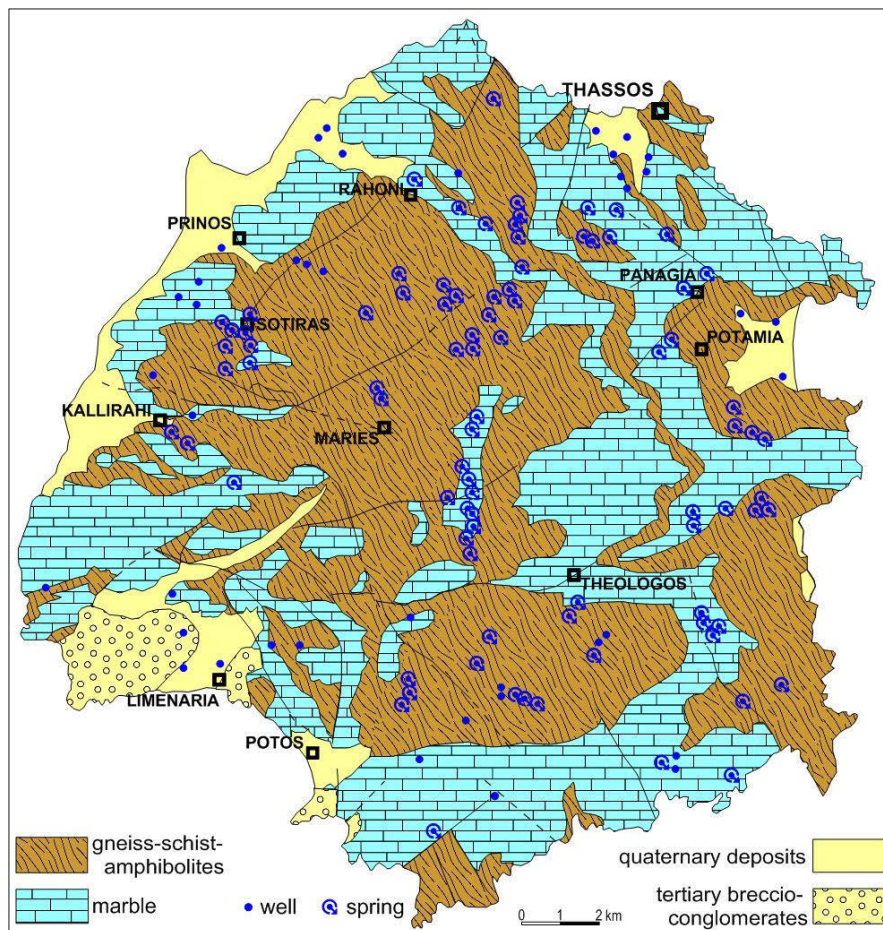 THASSOS
RAHONI
PRINOS
PANAGIA
SOTIRAS
POTAMIA
KALLIRAHI
MARIES
THEOLOGOS
LIMENARIA
POTOS
gneiss-schist-
amphibolites
marble
well
spring
0 1 2 km
quaternary deposits
tertiary breccio-
conglomerates